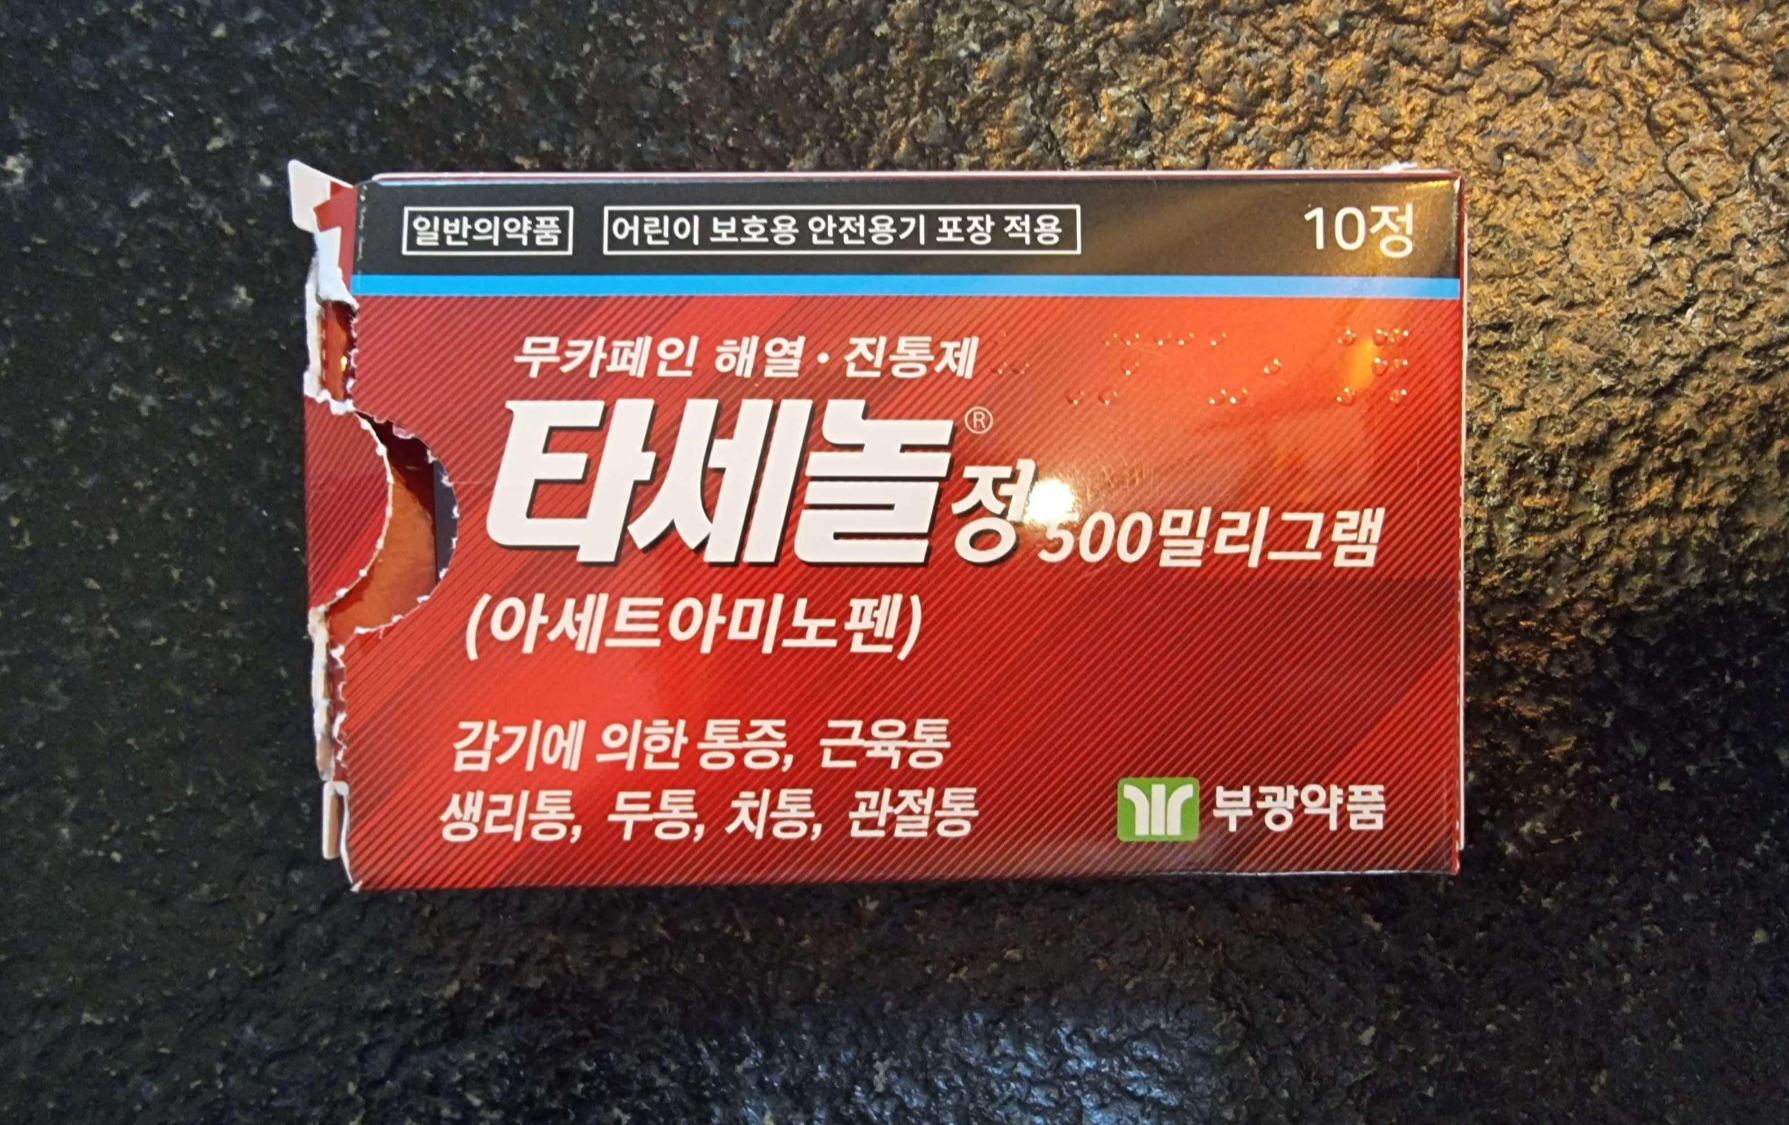 일반의약품 어린이 보호용 안전용기 포장 적용 10정
무카페인 해열·진통제
타세놀® 정 500밀리그램
(아세트아미노펜)
감기에 의한 통증, 근육통
생리통, 두통, 치통, 관절통
부광약품